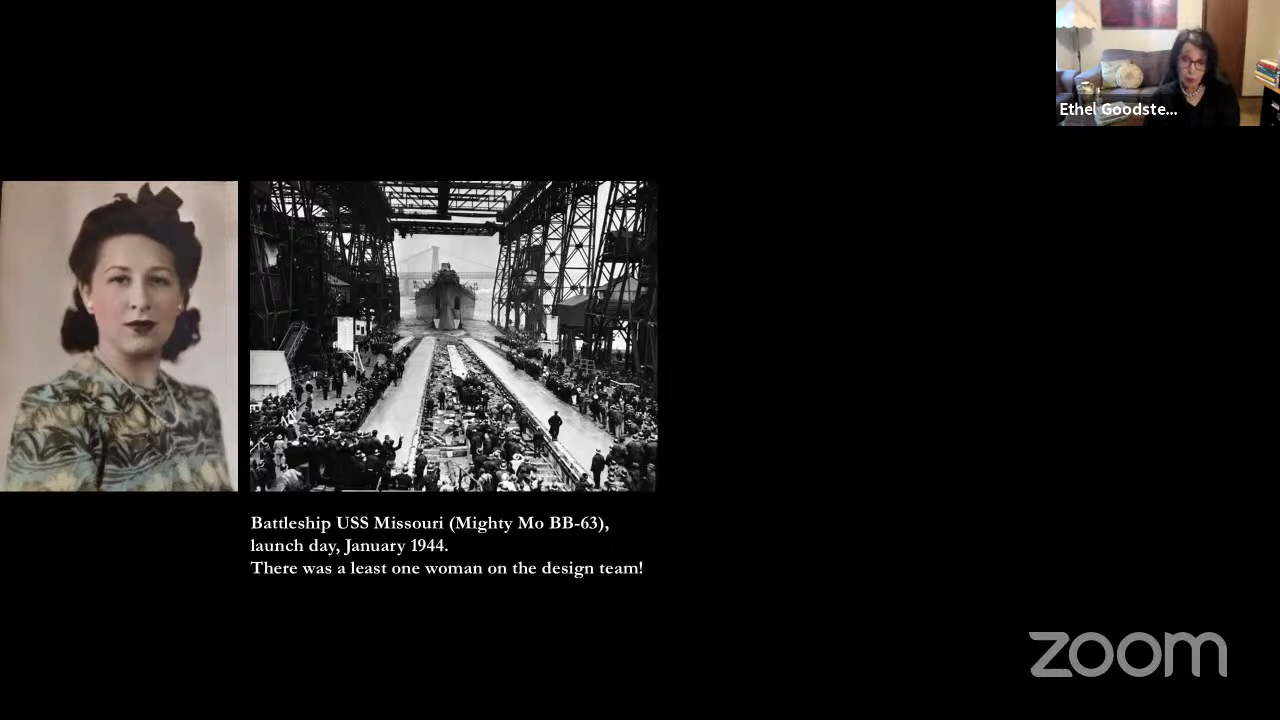 Ethel Goodste...
Battleship USS Missouri (Mighty Mo BB-63),
launch day, January 1944.
There was a least one woman on the design team!
zoom